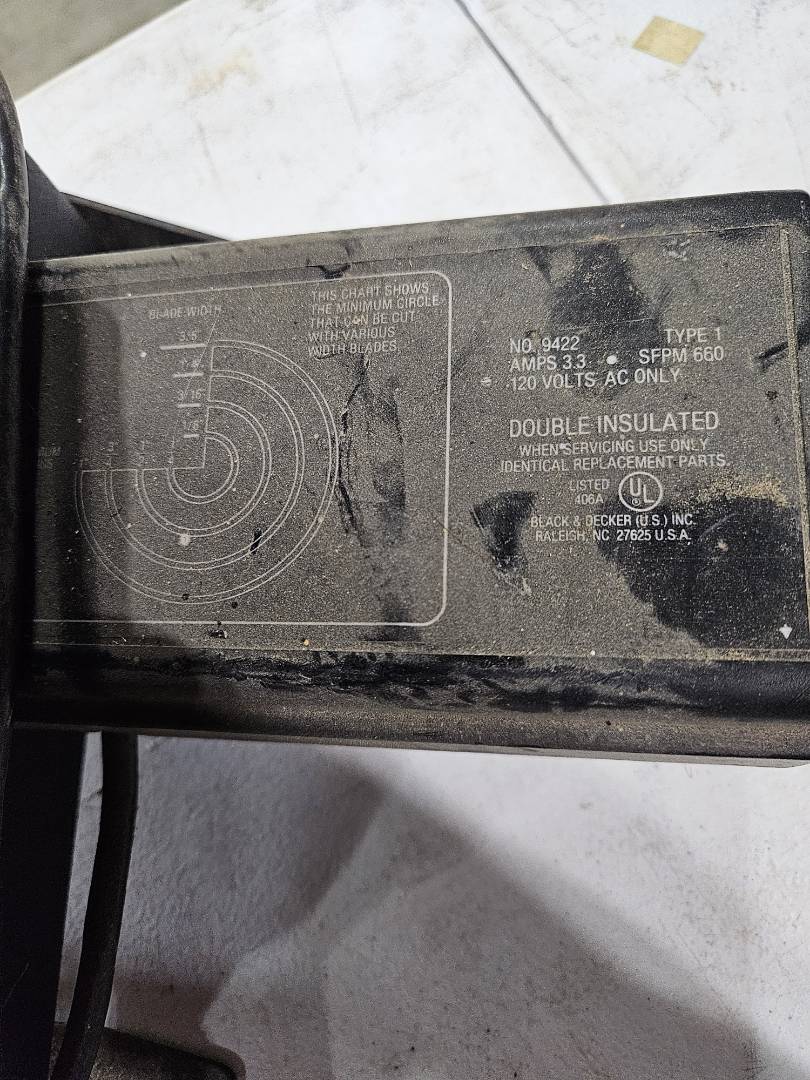 BLADE WIDTH
THIS CHART SHOWS
THE MINIMUM CIRCLE
THAT CAN BE CUT
WITH VARIOUS
WIDTH BLADES
3/16
1/8
NO. 9422 TYPE 1
AMPS 3.3 SFPM 660
120 VOLTS AC ONLY
DOUBLE INSULATED
WHEN SERVICING USE ONLY
IDENTICAL REPLACEMENT PARTS.
LISTED
406A
UL
BLACK & DECKER (U.S.) INC.
RALEIGH, NC 27625 U.S.A.